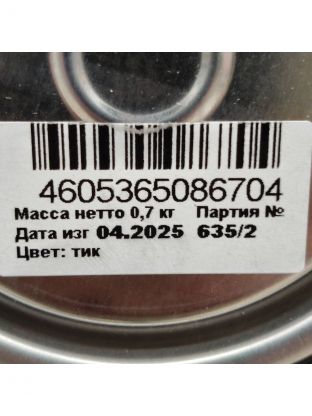 4605365086704
Масса нетто 0,7 кг Партия №
Дата изг 04.2025 635/2
Цвет: тик